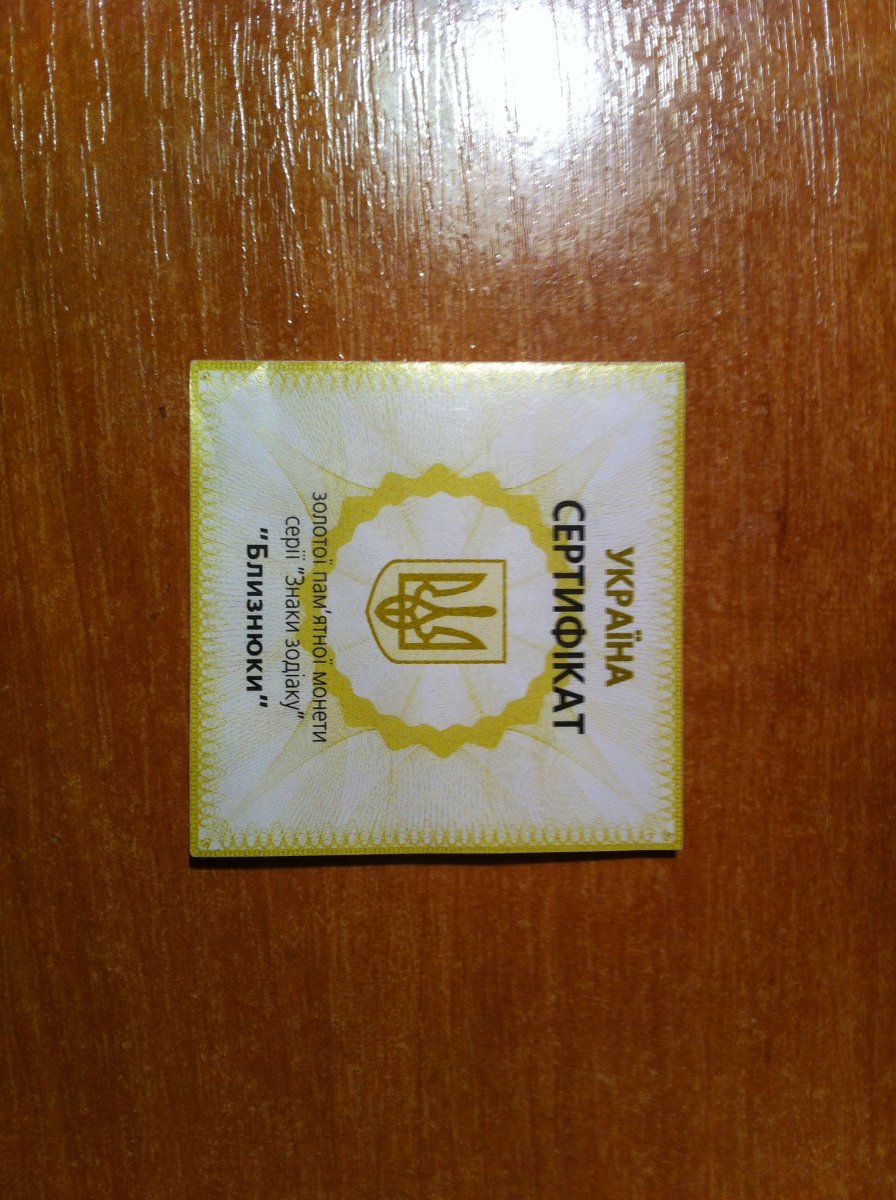 УКРАЇНА
СЕРТИФІКАТ
золотої пам'ятної монети
серії "Знаки зодіаку"
"Близнюки"